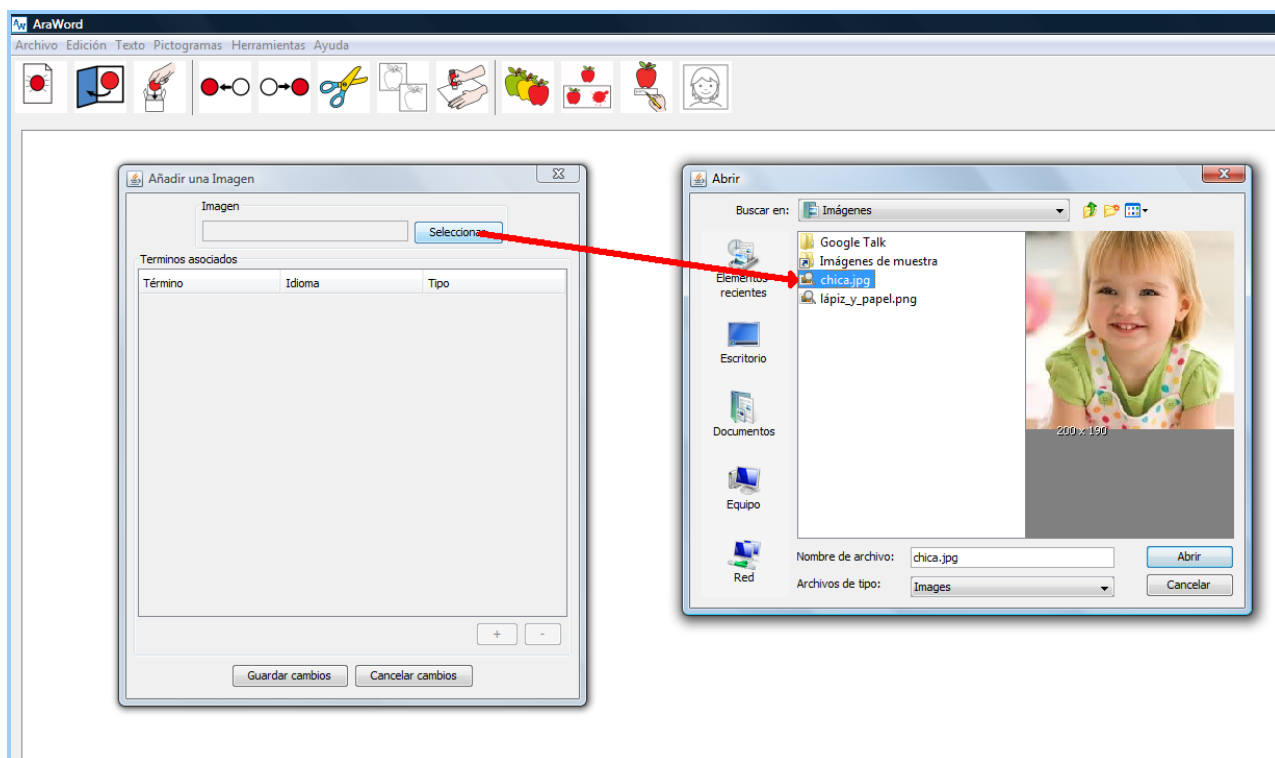 AraWord
Archivo Edición Texto Pictogramas Herramientas Ayuda
Añadir una Imagen
Imagen
Seleccionar
Terminos asociados
Término Idioma Tipo
+ -
Guardar cambios Cancelar cambios
Abrir
Buscar en: Imágenes
Elementos recientes
Escritorio
Documentos
Equipo
Red
Google Talk
Imágenes de muestra
chica.jpg
lápiz_y_papel.png
200 x 190
Nombre de archivo: chica.jpg Abrir
Archivos de tipo: Images Cancelar